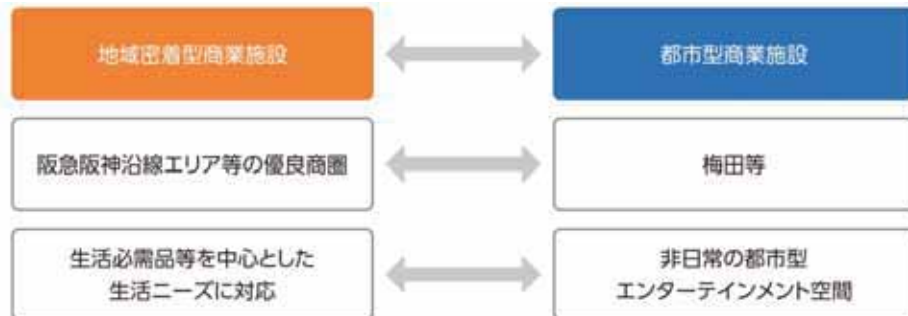 地域密着型商業施設
都市型商業施設
阪急阪神沿線エリア等の優良商圏
梅田等
生活必需品等を中心とした
生活ニーズに対応
非日常の都市型
エンターテインメント空間